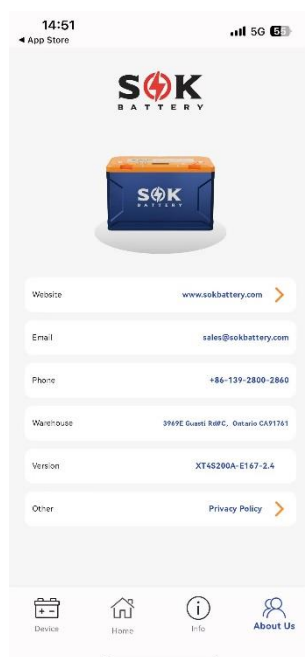 14:51
5G 55
◀ App Store
SOK
BATTERY
SOK
BATTERY
Website www.sokbattery.com
Email sales@sokbattery.com
Phone +86-139-2800-2860
Warehouse 3969E Guasti Rd#C, Ontario CA91761
Version XT4S200A-E167-2.4
Other Privacy Policy
Device Home Info About Us